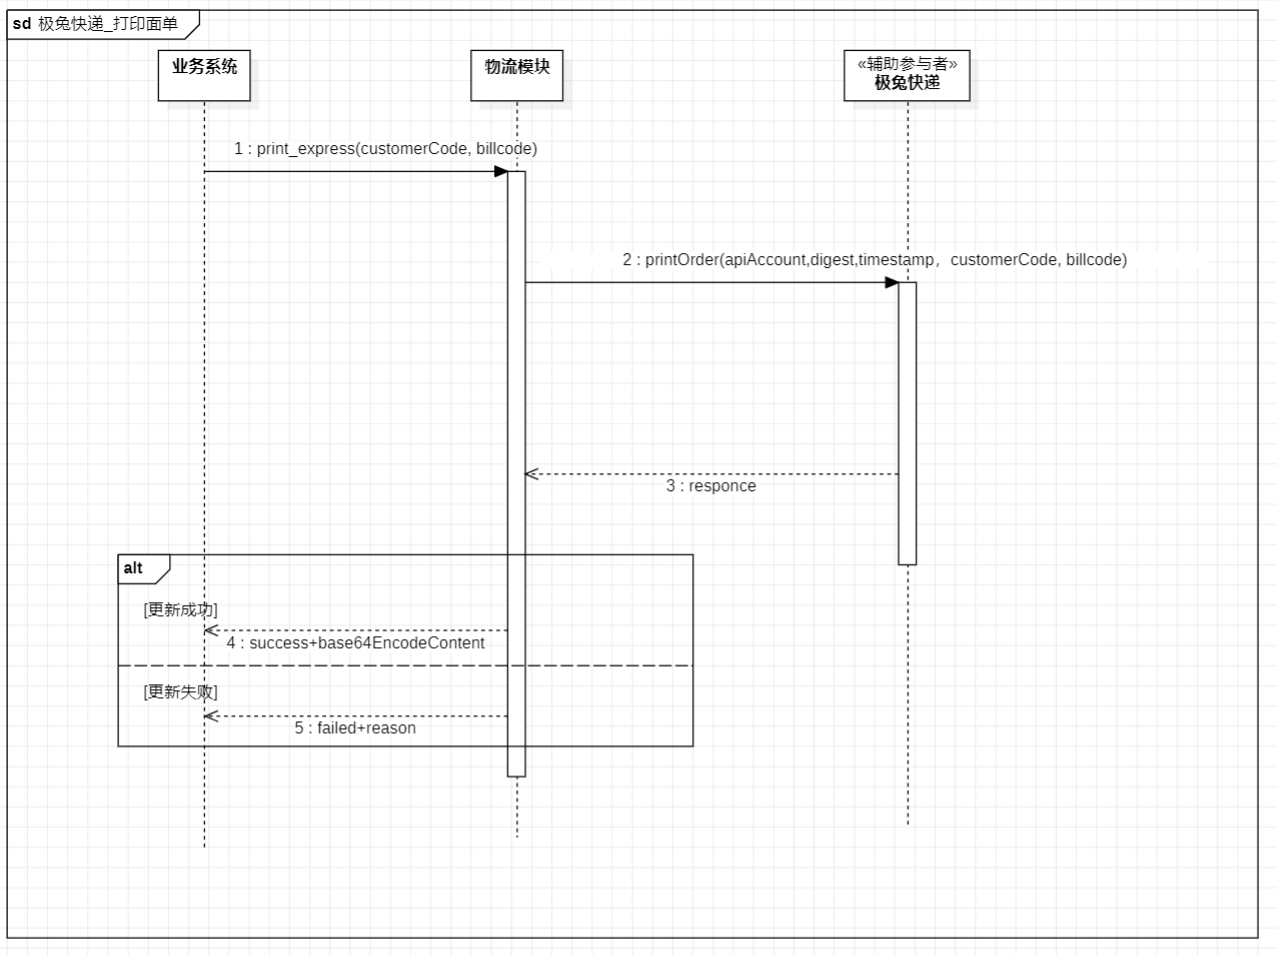 sd 极兔快递_打印面单
业务系统
物流模块
«辅助参与者»
极兔快递
1 : print_express(customerCode, billcode)
2 : printOrder(apiAccount,digest,timestamp，customerCode, billcode)
3 : responce
alt
[更新成功]
4 : success+base64EncodeContent
[更新失败]
5 : failed+reason